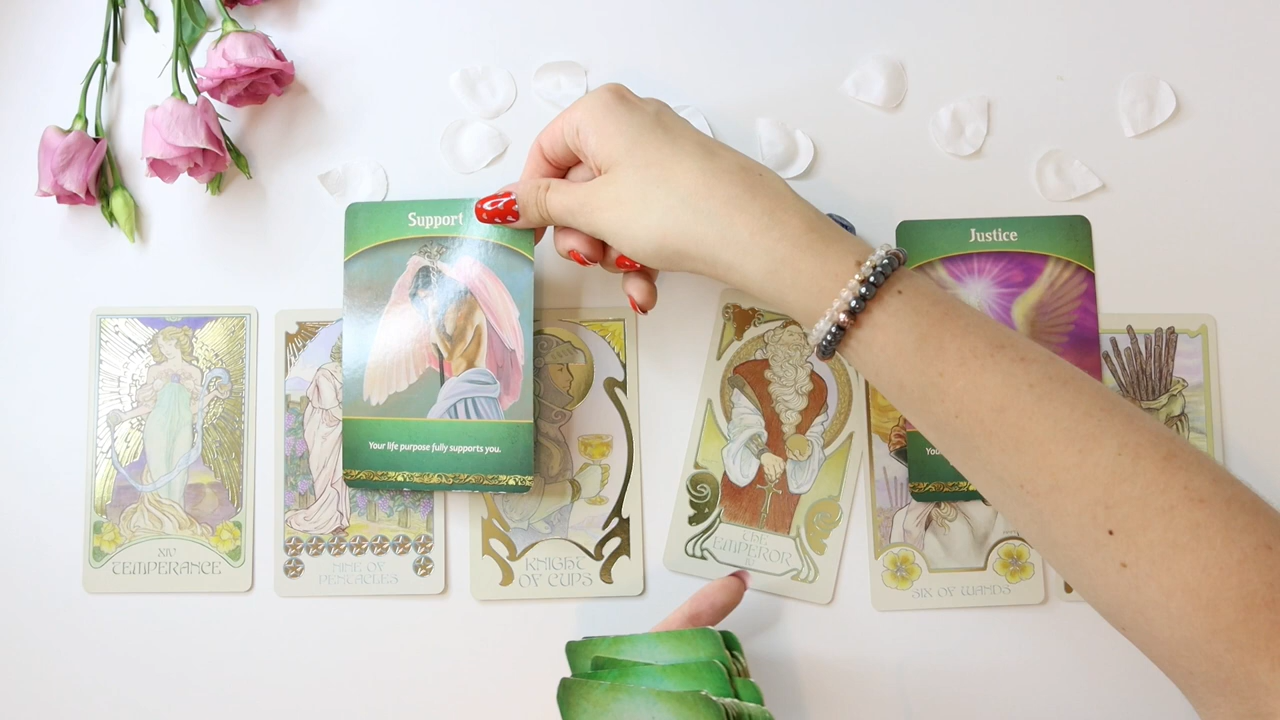 Support
Your life purpose fully supports you.
Justice
XIV
TEMPERANCE
NINE OF
PENTACLES
KNIGHT
OF CUPS
THE
EMPEROR
IV
SIX OF WANDS